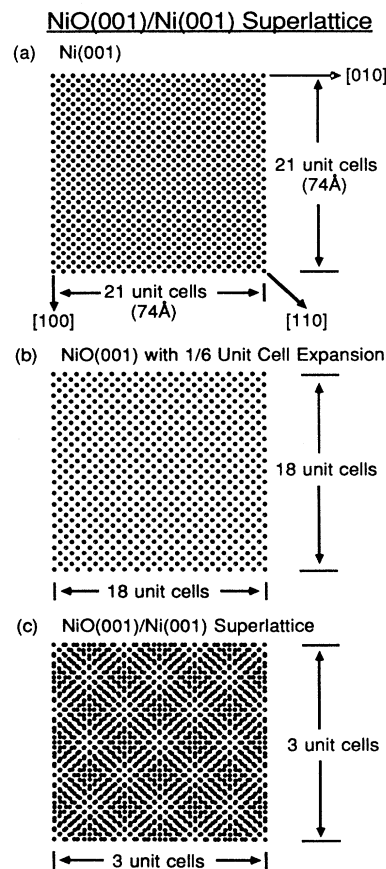 NiO(001)/Ni(001) Superlattice
(a) Ni(001)
[010]
21 unit cells
(74Å)
21 unit cells
(74Å)
[100]
[110]
(b) NiO(001) with 1/6 Unit Cell Expansion
18 unit cells
18 unit cells
(c) NiO(001)/Ni(001) Superlattice
3 unit cells
3 unit cells